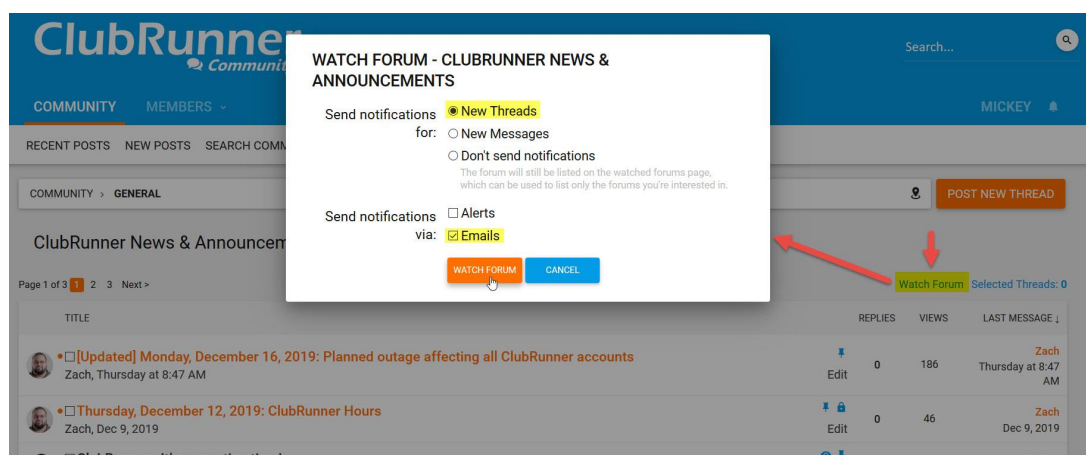 ClubRunner
Communit
Search...
COMMUNITY MEMBERS
MICKEY
RECENT POSTS NEW POSTS SEARCH COMM
COMMUNITY > GENERAL
POST NEW THREAD
ClubRunner News & Announcem
WATCH FORUM - CLUBRUNNER NEWS &
ANNOUNCEMENTS
Send notifications
for:
New Threads
New Messages
Don't send notifications
The forum will still be listed on the watched forums page,
which can be used to list only the forums you're interested in.
Send notifications
via:
Alerts
Emails
WATCH FORUM CANCEL
Page 1 of 3 1 2 3 Next >
Watch Forum Selected Threads: 0
TITLE REPLIES VIEWS LAST MESSAGE ↓
[Updated] Monday, December 16, 2019: Planned outage affecting all ClubRunner accounts
Zach, Thursday at 8:47 AM
Edit
0 186
Zach
Thursday at 8:47
AM
Thursday, December 12, 2019: ClubRunner Hours
Zach, Dec 9, 2019
Edit
0 46
Zach
Dec 9, 2019